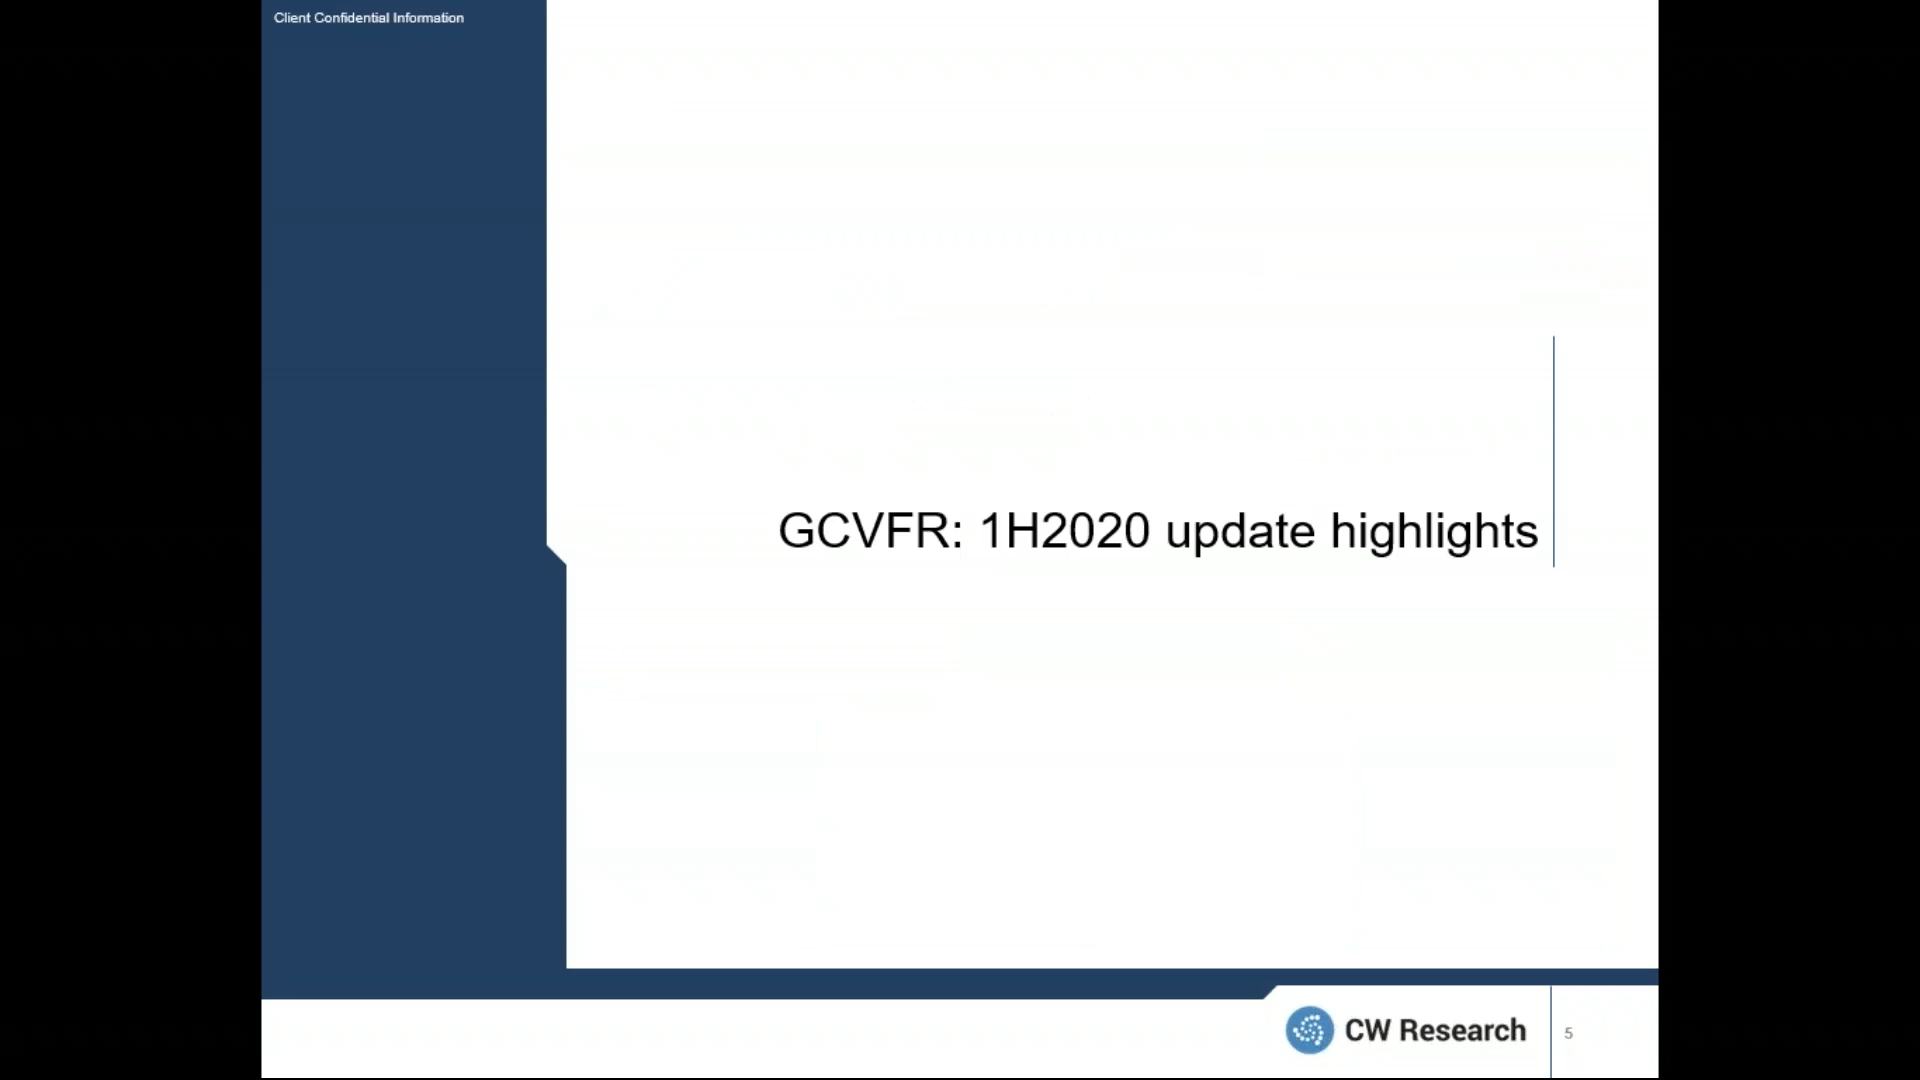 Client Confidential Information
GCVFR: 1H2020 update highlights
CW Research
5